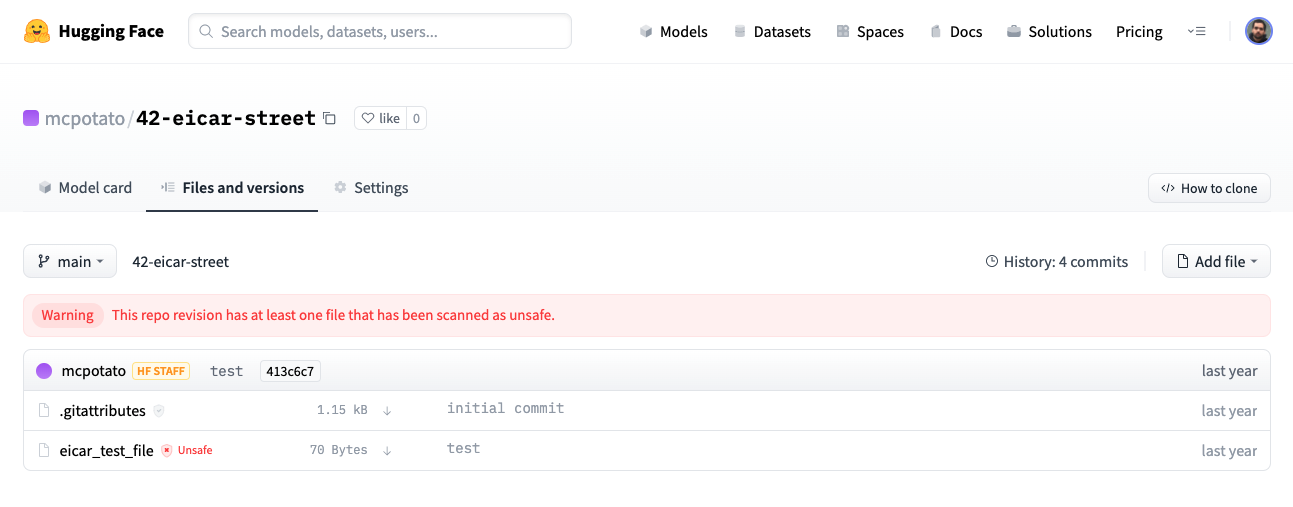 Hugging Face Search models, datasets, users... Models Datasets Spaces Docs Solutions Pricing
mcpotato/42-eicar-street like 0
Model card Files and versions Settings How to clone
main 42-eicar-street History: 4 commits Add file
Warning This repo revision has at least one file that has been scanned as unsafe.
mcpotato HF STAFF test 413c6c7 last year
.gitattributes 1.15 kB initial commit last year
eicar_test_file Unsafe 70 Bytes test last year